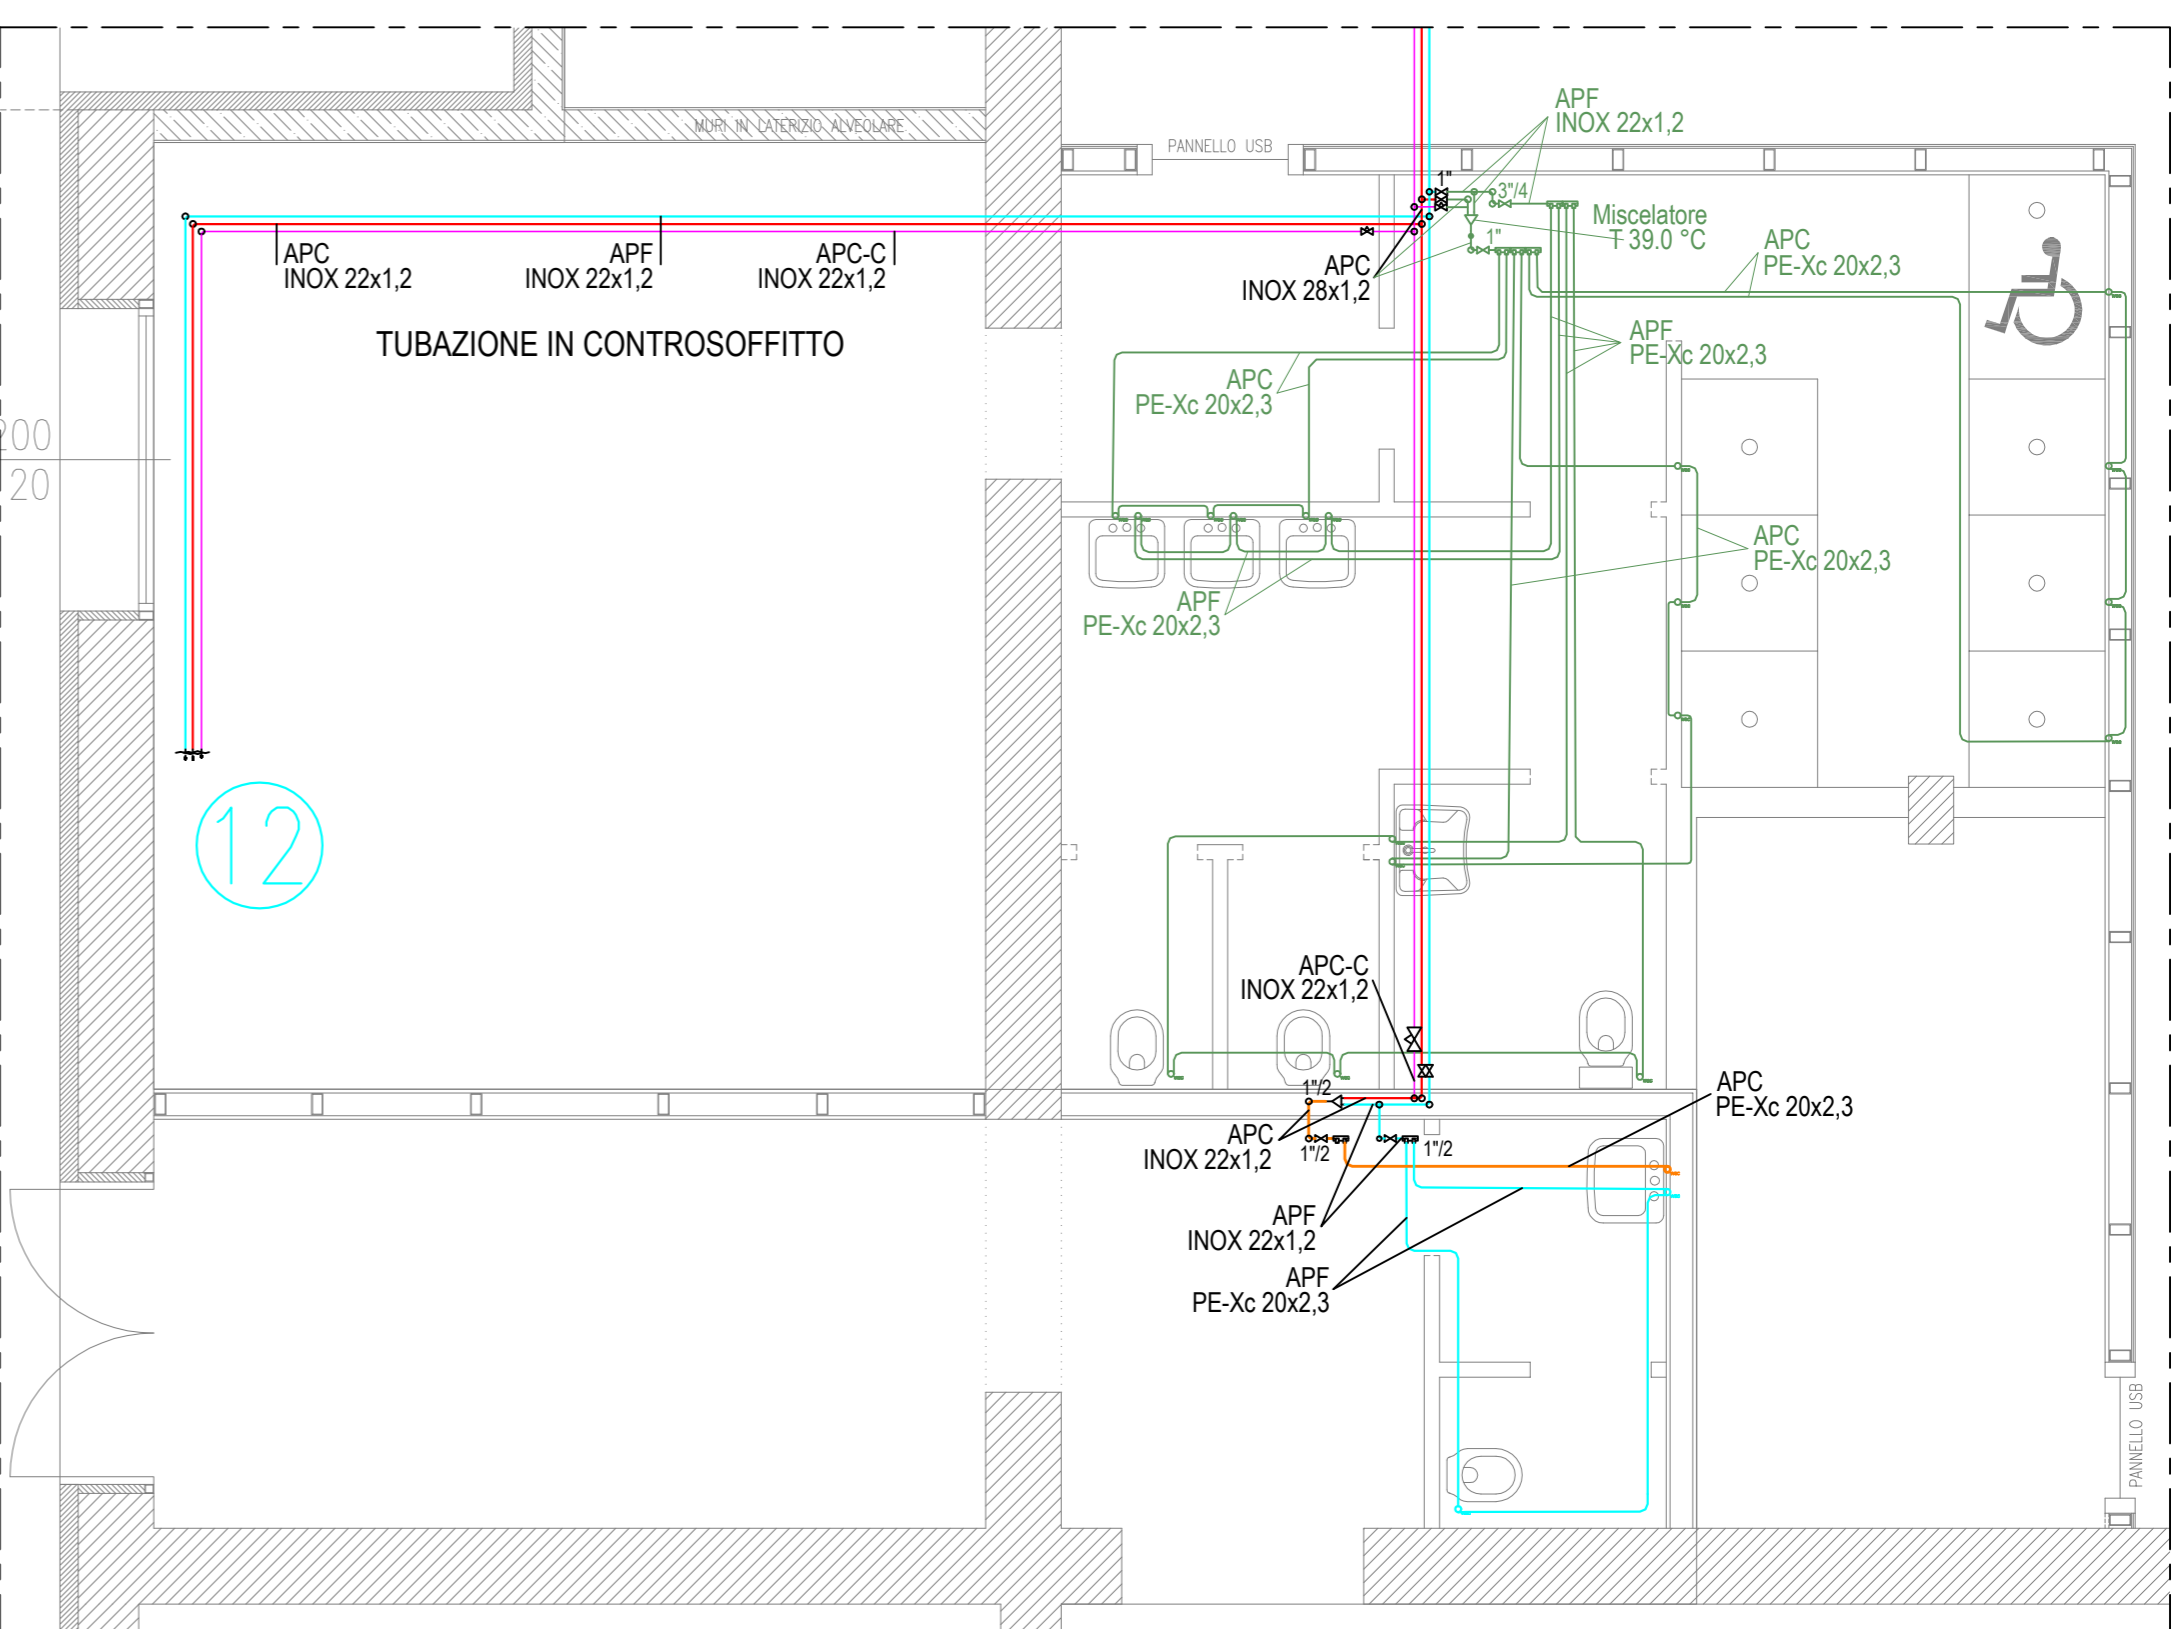 MURI IN LATERIZIO ALVEOLARE
PANNELLO USB
APF
INOX 22x1,2
1"
3"/4
Miscelatore
T 39.0 °C
1"
APC
INOX 22x1,2
APF
INOX 22x1,2
APC-C
INOX 22x1,2
APC
INOX 28x1,2
APC
PE-Xc 20x2,3
TUBAZIONE IN CONTROSOFFITTO
APF
PE-Xc 20x2,3
APC
PE-Xc 20x2,3
200
20
APC
PE-Xc 20x2,3
APF
PE-Xc 20x2,3
12
APC-C
INOX 22x1,2
1"/2
APC
PE-Xc 20x2,3
APC
INOX 22x1,2
1"/2
1"/2
APF
INOX 22x1,2
APF
PE-Xc 20x2,3
PANNELLO USB